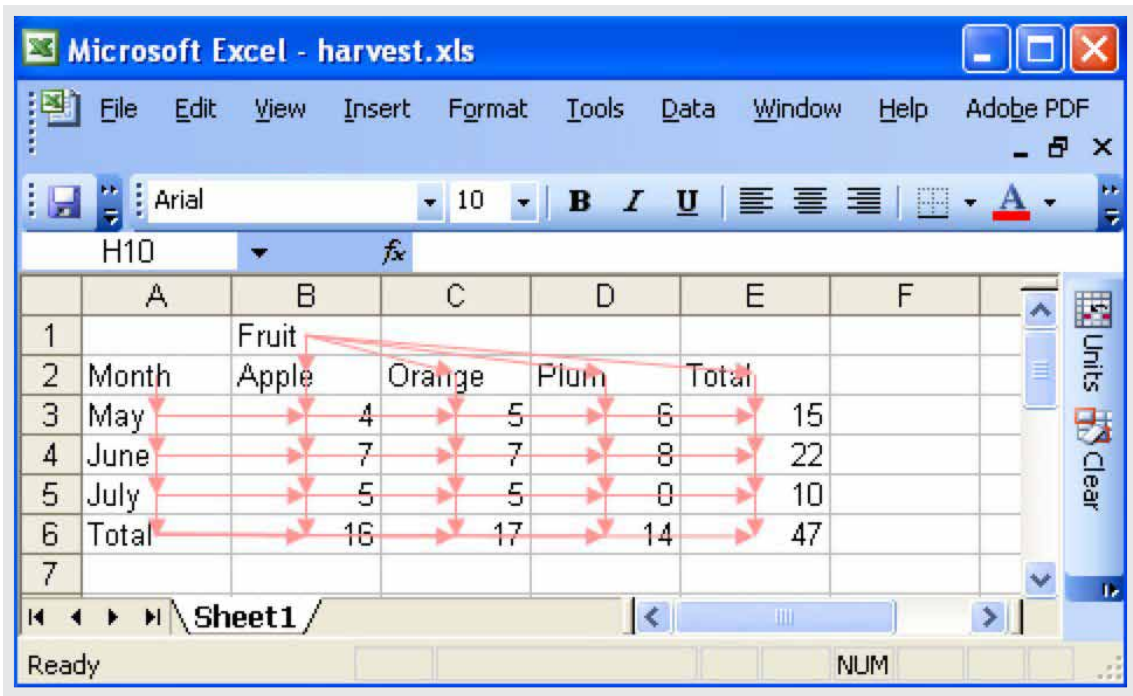 Microsoft Excel - harvest.xls
File Edit View Insert Format Tools Data Window Help Adobe PDF
Arial 10 B I U A
H10 fx
A B C D E F
1 Fruit
2 Month Apple Orange Plum Total
3 May 4 5 6 15
4 June 7 7 8 22
5 July 5 5 0 10
6 Total 16 17 14 47
7
Units
Clear
Sheet1
Ready NUM